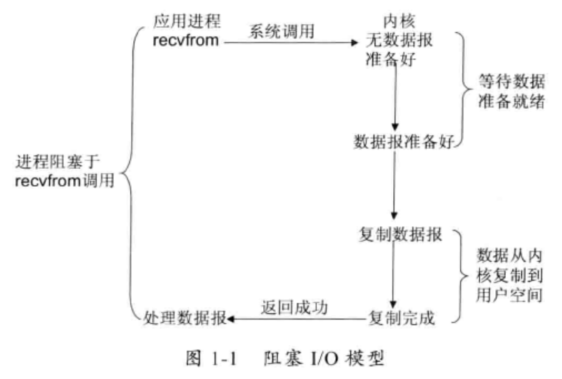 应用进程
recvfrom
系统调用
内核
无数据报
准备好
等待数据
准备就绪
数据报准备好
进程阻塞于
recvfrom调用
复制数据报
数据从内
核复制到
用户空间
处理数据报
返回成功
复制完成
图 1-1 阻塞 I/O 模型